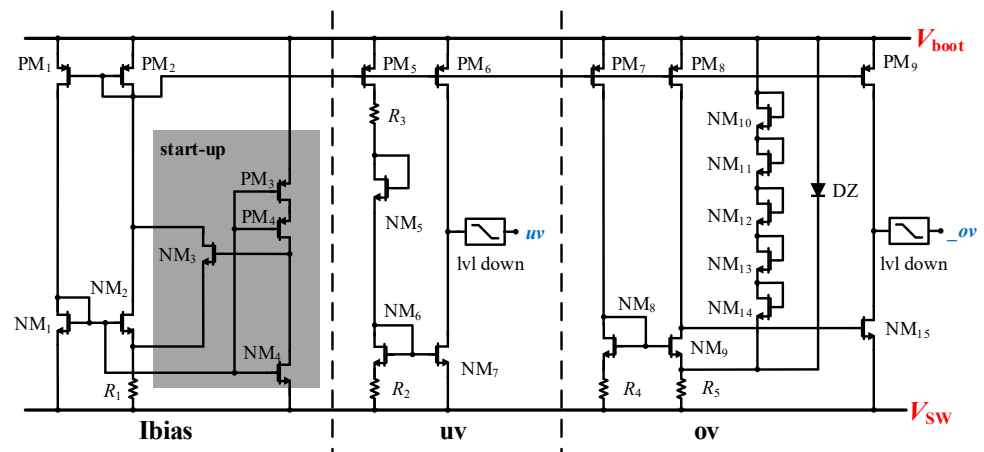 V_boot
PM₁
PM₂
PM₅
PM₆
PM₇
PM₈
PM₉
R₃
NM₁₀
start-up
NM₁₁
PM₃
DZ
NM₅
NM₁₂
PM₄
uv
_ov
NM₃
lvl down
NM₁₃
lvl down
NM₂
NM₈
NM₁₄
NM₁
NM₆
NM₁₅
NM₄
NM₇
NM₉
R₁
R₂
R₄
R₅
V_SW
Ibias
uv
ov